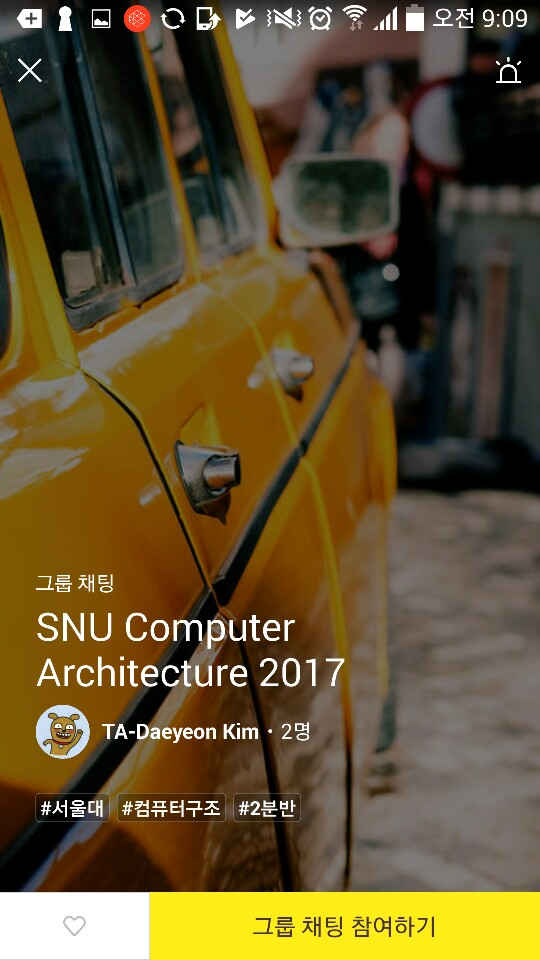 오전 9:09
그룹 채팅
SNU Computer
Architecture 2017
TA-Daeyeon Kim • 2명
#서울대 #컴퓨터구조 #2분반
그룹 채팅 참여하기